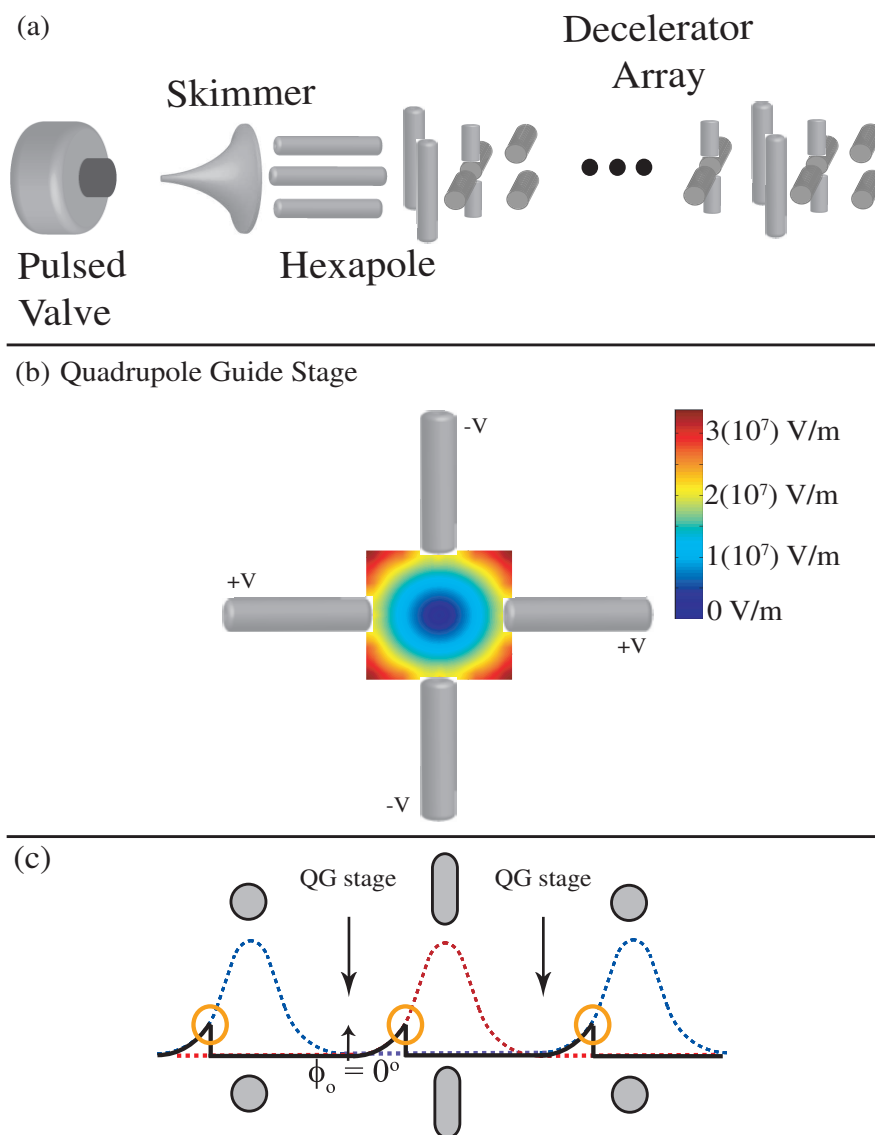 (a)
Decelerator
Array
Skimmer
Pulsed
Valve
Hexapole
(b) Quadrupole Guide Stage
-V
3(10⁷) V/m
2(10⁷) V/m
1(10⁷) V/m
0 V/m
+V
+V
-V
(c)
QG stage
QG stage
ϕₒ = 0°